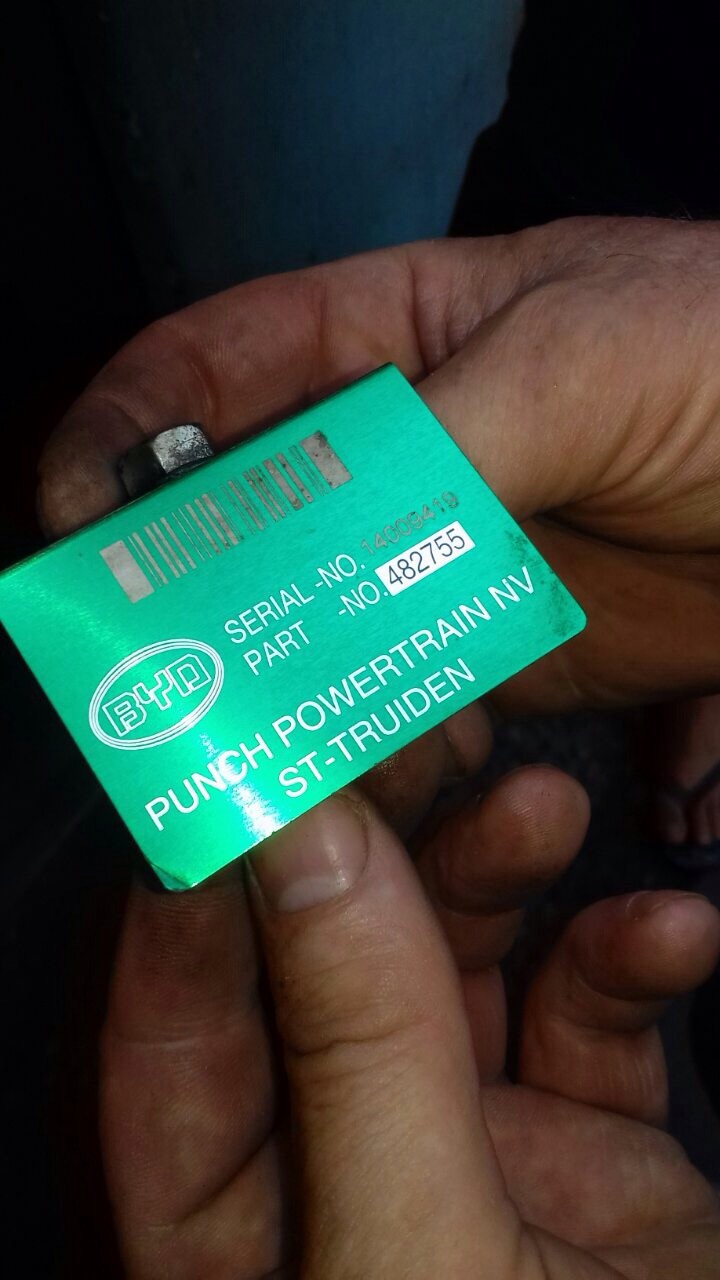 SERIAL-NO.14009419
PART -NO.482755
BYD
PUNCH POWERTRAIN NV
ST-TRUIDEN